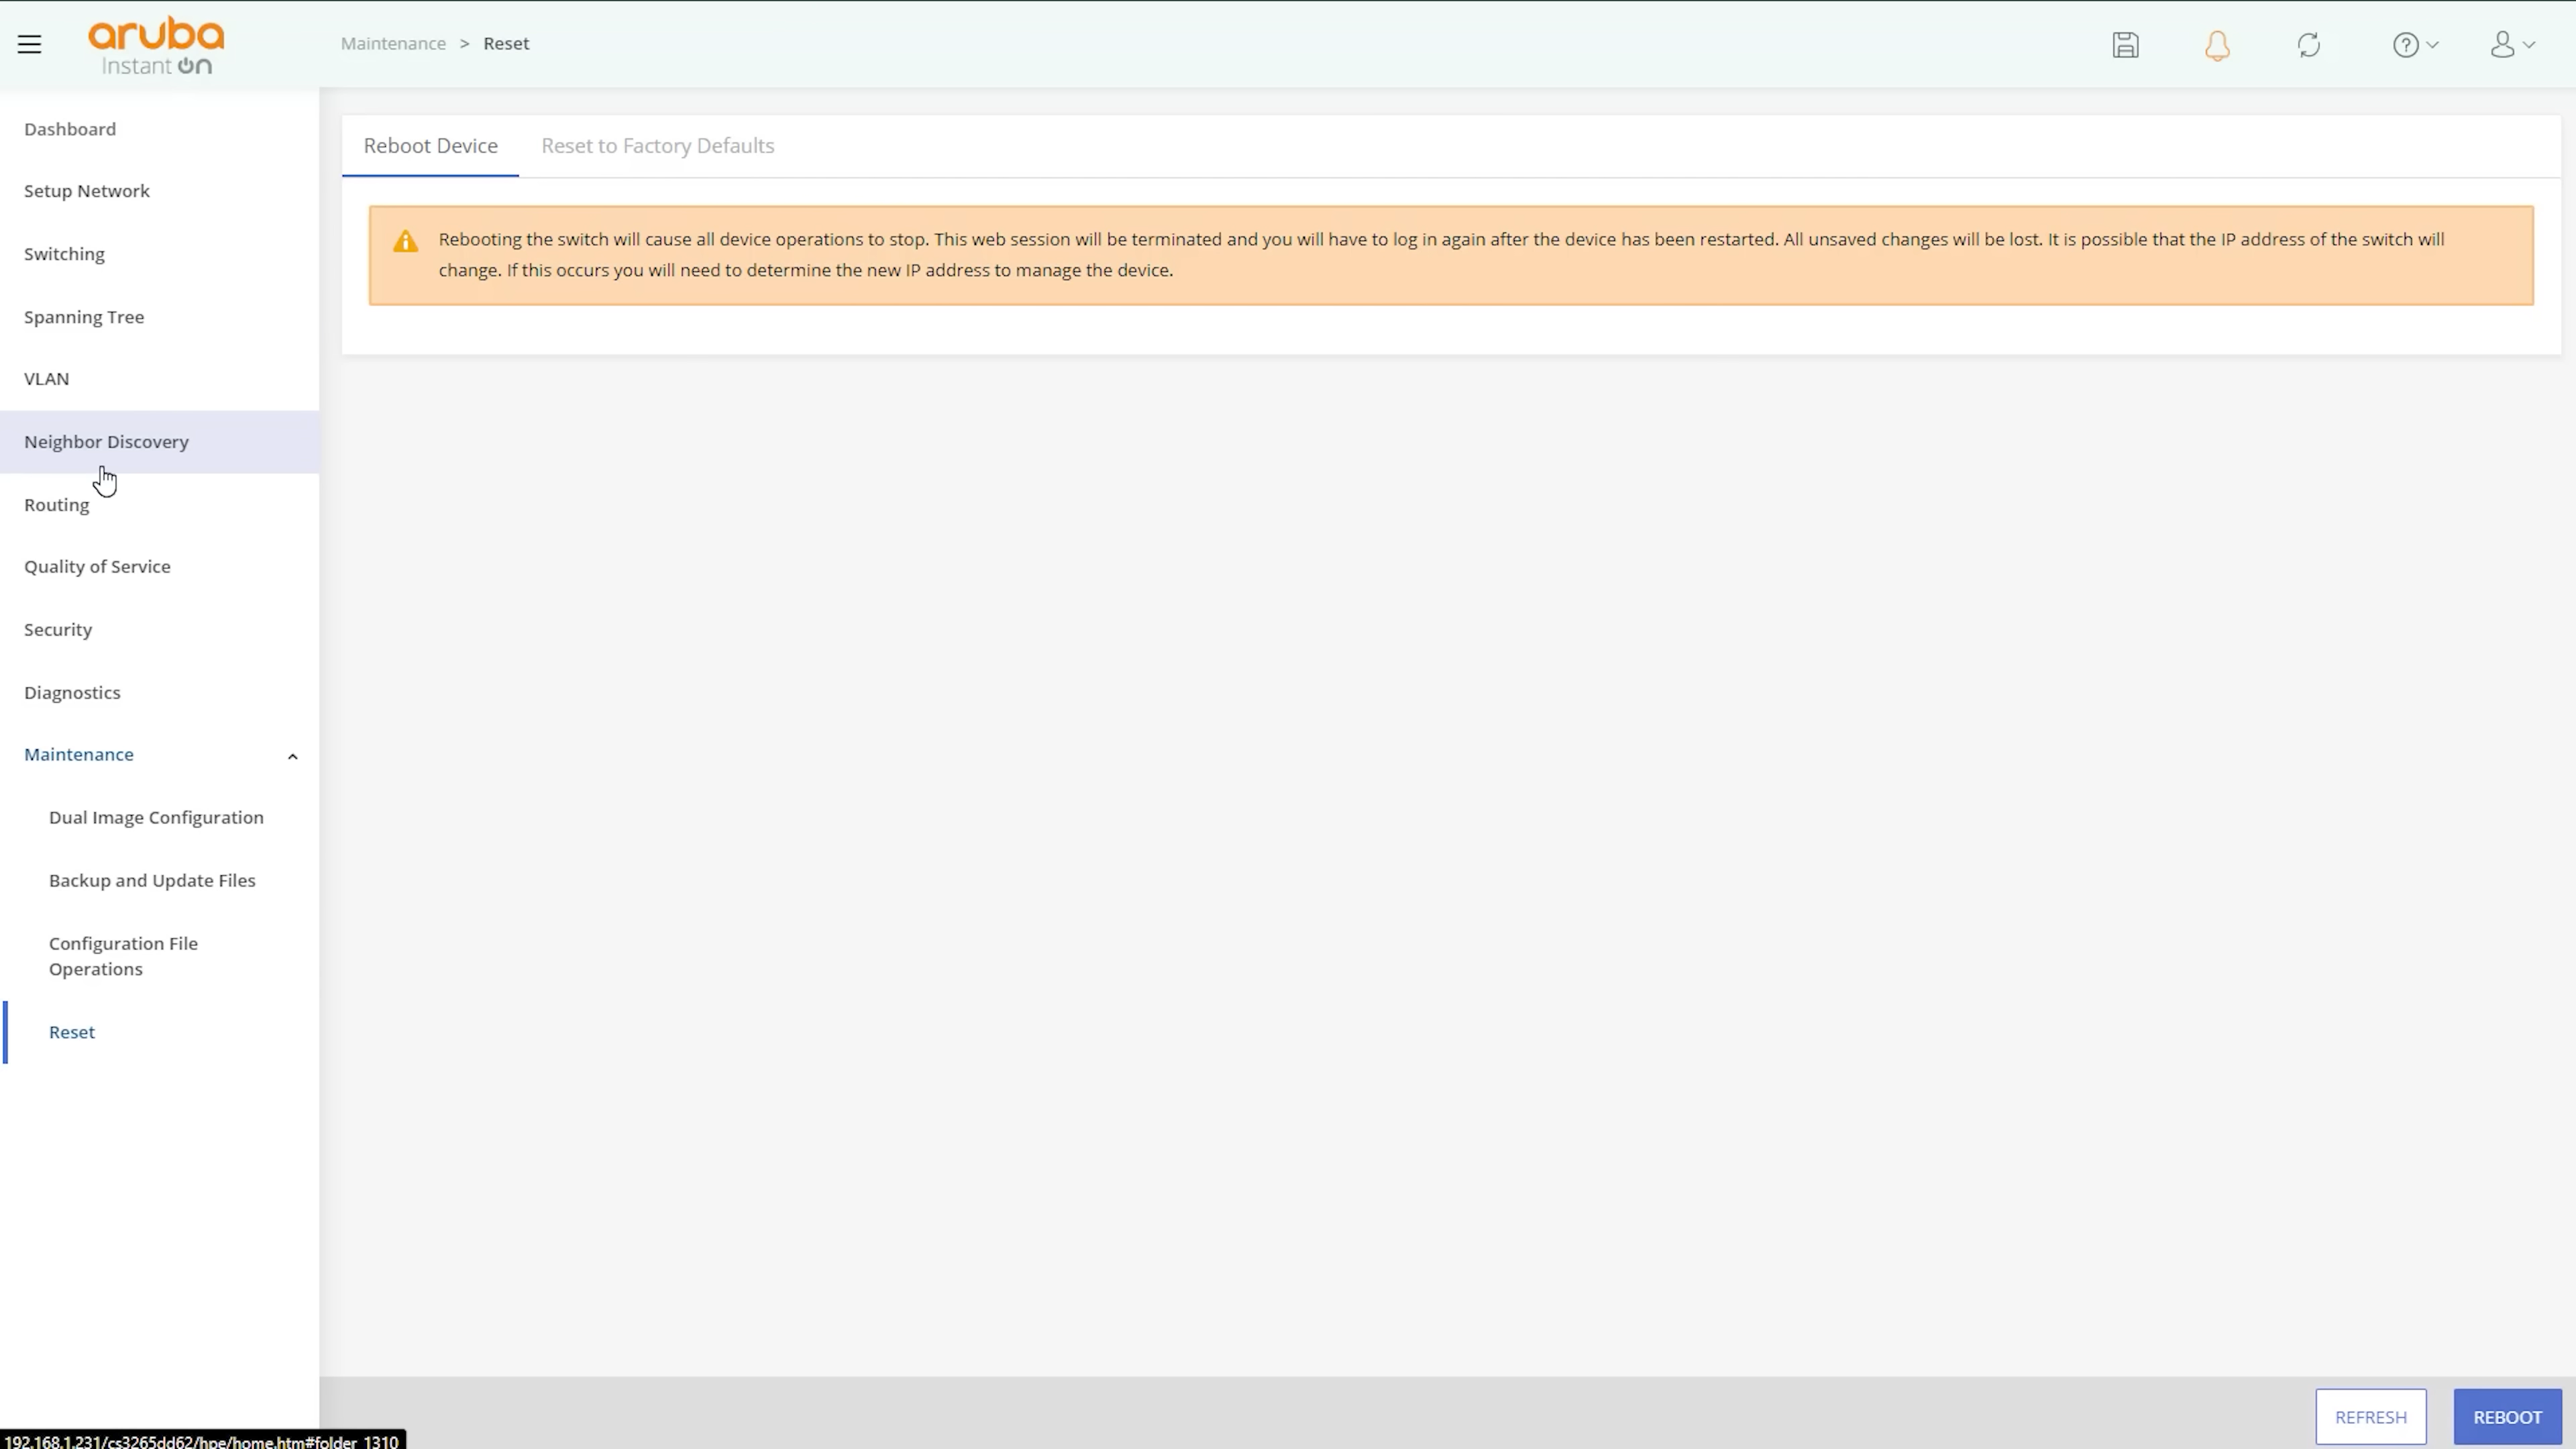 aruba
Instant On
Maintenance > Reset
Dashboard
Setup Network
Switching
Spanning Tree
VLAN
Neighbor Discovery
Routing
Quality of Service
Security
Diagnostics
Maintenance
Dual Image Configuration
Backup and Update Files
Configuration File
Operations
Reset
Reboot Device
Reset to Factory Defaults
Rebooting the switch will cause all device operations to stop. This web session will be terminated and you will have to log in again after the device has been restarted. All unsaved changes will be lost. It is possible that the IP address of the switch will
change. If this occurs you will need to determine the new IP address to manage the device.
REFRESH
REBOOT
192.168.1.231/cs3265dd62/hpe/home.htm#folder_1310